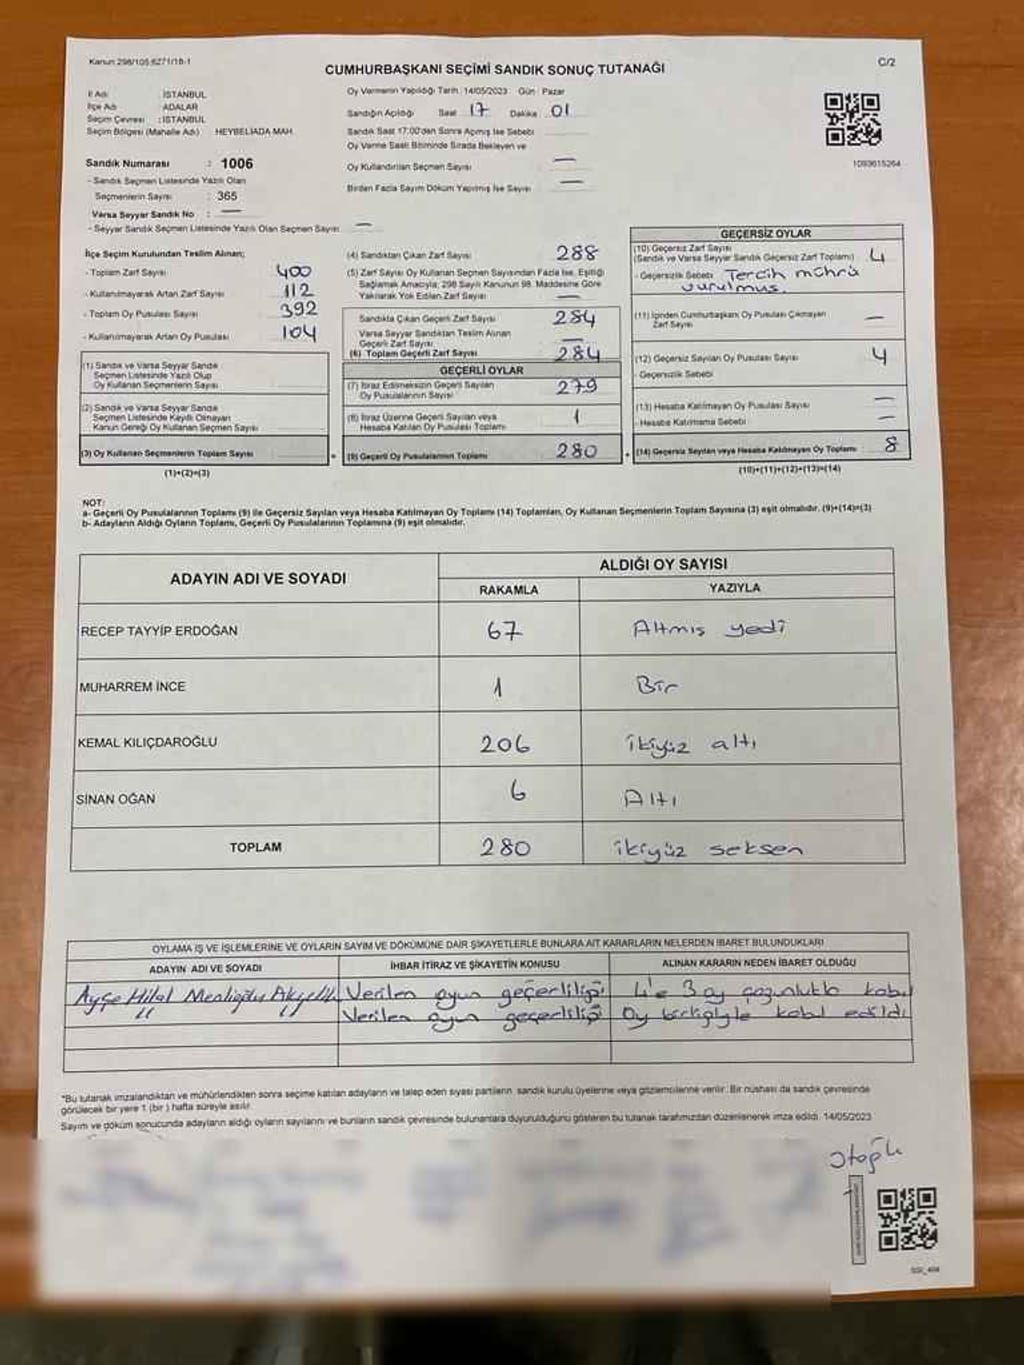 Kanun:298/105;6271/18-1
C/2
CUMHURBAŞKANI SEÇİMİ SANDIK SONUÇ TUTANAĞI
İl Adı : İSTANBUL
İlçe Adı : ADALAR
Seçim Çevresi : İSTANBUL
Seçim Bölgesi (Mahalle Adı) HEYBELİADA MAH.
Sandık Numarası : 1006
- Sandık Seçmen Listesinde Yazılı Olan
Seçmenlerin Sayısı : 365
Varsa Seyyar Sandık No : —
- Seyyar Sandık Seçmen Listesinde Yazılı Olan Seçmen Sayısı —
Oy Vermenin Yapıldığı Tarih: 14/05/2023 Gün: Pazar
Sandığın Açıldığı Saat 17 Dakika 01
Sandık Saat 17:00'den Sonra Açılmış İse Sebebi
Oy Verme Saati Bitiminde Sırada Bekleyen ve
Oy Kullandırılan Seçmen Sayısı —
Birden Fazla Sayım Döküm Yapılmış İse Sayısı —
1093615264
İlçe Seçim Kurulundan Teslim Alınan;
- Toplam Zarf Sayısı 400
- Kullanılmayarak Artan Zarf Sayısı 112
- Toplam Oy Pusulası Sayısı 392
- Kullanılmayarak Artan Oy Pusulası 104
(1) Sandık ve Varsa Seyyar Sandık
Seçmen Listesinde Yazılı Olup
Oy Kullanan Seçmenlerin Sayısı
(2) Sandık ve Varsa Seyyar Sandık
Seçmen Listesinde Kayıtlı Olmayan
Kanun Gereği Oy Kullanan Seçmen Sayısı
(3) Oy Kullanan Seçmenlerin Toplam Sayısı
(1)+(2)=(3)
(4) Sandıktan Çıkan Zarf Sayısı 288
(5) Zarf Sayısı Oy Kullanan Seçmen Sayısından Fazla İse, Eşitliği
Sağlamak Amacıyla; 298 Sayılı Kanunun 98. Maddesine Göre
Yakılarak Yok Edilen Zarf Sayısı —
Sandıkta Çıkan Geçerli Zarf Sayısı 284
Varsa Seyyar Sandıktan Teslim Alınan
Geçerli Zarf Sayısı —
(6) Toplam Geçerli Zarf Sayısı 284
GEÇERLİ OYLAR
(7) İtiraz Edilmeksizin Geçerli Sayılan
Oy Pusulalarının Sayısı 279
(8) İtiraz Üzerine Geçerli Sayılan veya
Hesaba Katılan Oy Pusulası Toplamı 1
(9) Geçerli Oy Pusulalarının Toplamı 280
GEÇERSİZ OYLAR
(10) Geçersiz Zarf Sayısı
(Sandık ve Varsa Seyyar Sandık Geçersiz Zarf Toplamı) 4
- Geçersizlik Sebebi Tercih mührü
vurulmuş.
(11) İçinden Cumhurbaşkanı Oy Pusulası Çıkmayan
Zarf Sayısı —
(12) Geçersiz Sayılan Oy Pusulası Sayısı 4
- Geçersizlik Sebebi
(13) Hesaba Katılmayan Oy Pusulası Sayısı —
- Hesaba Katılmama Sebebi —
(14) Geçersiz Sayılan veya Hesaba Katılmayan Oy Toplamı 8
(10)+(11)+(12)+(13)=(14)
NOT:
a- Geçerli Oy Pusulalarının Toplamı (9) ile Geçersiz Sayılan veya Hesaba Katılmayan Oy Toplamı (14) Toplamları, Oy Kullanan Seçmenlerin Toplam Sayısına (3) eşit olmalıdır. (9)+(14)=(3)
b- Adayların Aldığı Oyların Toplamı, Geçerli Oy Pusulalarının Toplamına (9) eşit olmalıdır.
ADAYIN ADI VE SOYADI ALDIĞI OY SAYISI
RAKAMLA YAZIYLA
RECEP TAYYİP ERDOĞAN 67 Altmış yedi
MUHARREM İNCE 1 Bir
KEMAL KILIÇDAROĞLU 206 ikiyüz altı
SİNAN OĞAN 6 Altı
TOPLAM 280 ikiyüz seksen
OYLAMA İŞ VE İŞLEMLERİNE VE OYLARIN SAYIM VE DÖKÜMÜNE DAİR ŞİKAYETLERLE BUNLARA AİT KARARLARIN NELERDEN İBARET BULUNDUKLARI
ADAYIN ADI VE SOYADI İHBAR İTİRAZ VE ŞİKAYETİN KONUSU ALINAN KARARIN NEDEN İBARET OLDUĞU
Ayşe Hilal Verilen oyun geçerliliği 4'e 3 oy çoğunlukla kabul
" " Verilen oyun geçerliliği Oy birliğiyle kabul edildi
*Bu tutanak imzalandıktan ve mühürlendikten sonra seçime katılan adayların ve talep eden siyasi partilerin, sandık kurulu üyelerine veya gözlemcilerine verilir. Bir nüshası da sandık çevresinde
görülecek bir yere 1 (bir) hafta süreyle asılır.
Sayım ve döküm sonucunda adayların aldığı oyların sayılarını ve bunların sandık çevresinde bulunanlara duyurulduğunu gösteren bu tutanak tarafımızdan düzenlenerek imza edildi. 14/05/2023